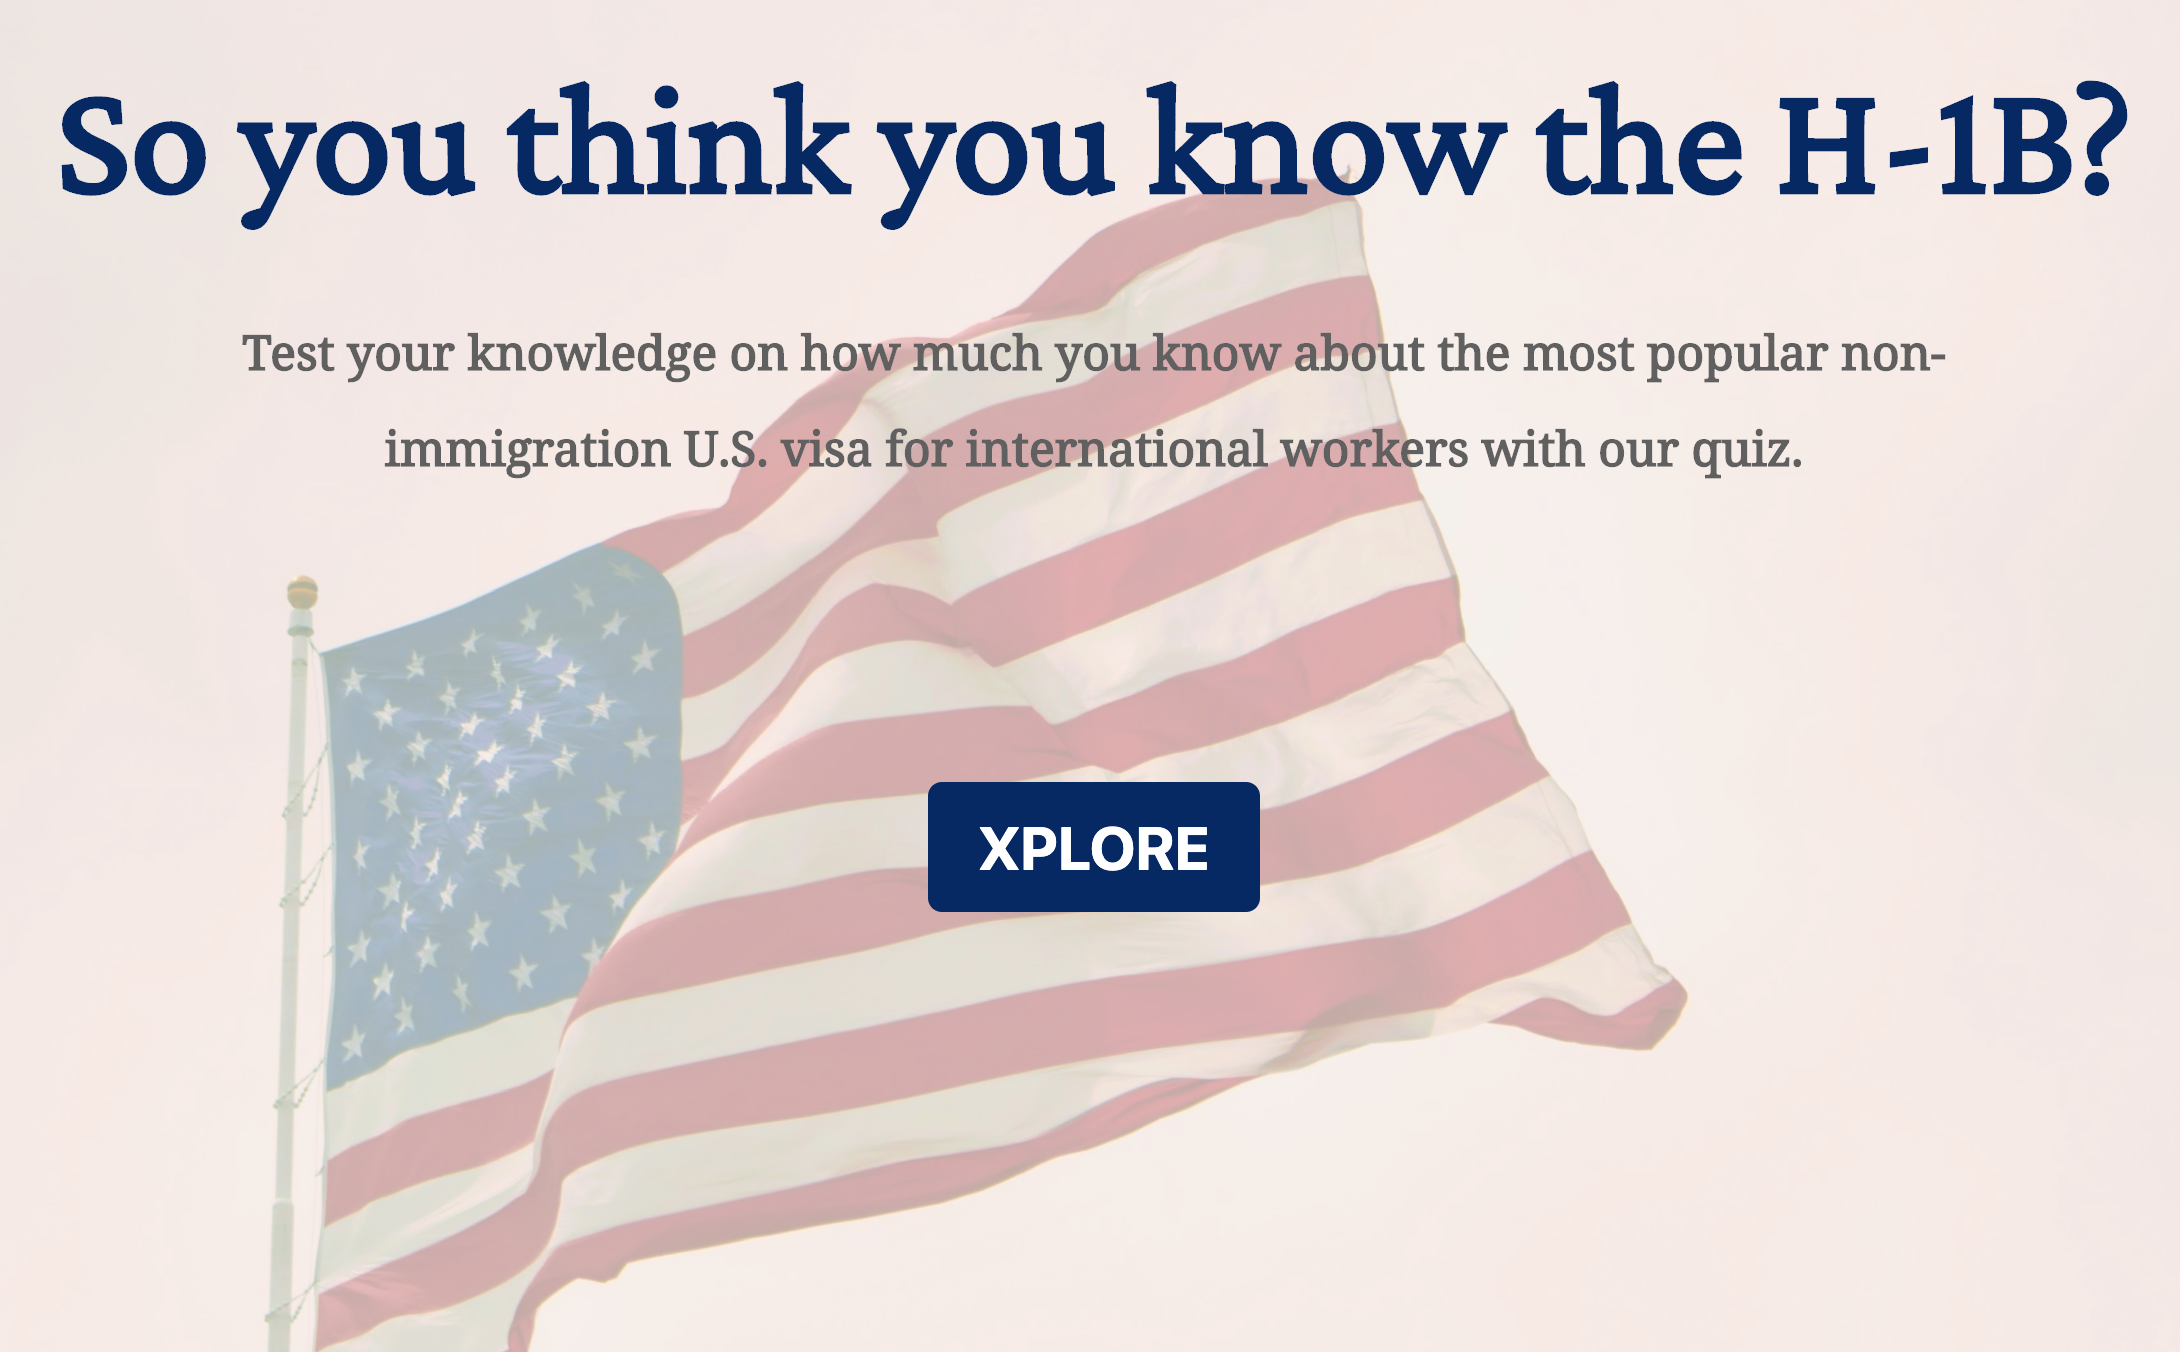 So you think you know the H-1B?
Test your knowledge on how much you know about the most popular non-
immigration U.S. visa for international workers with our quiz.
XPLORE